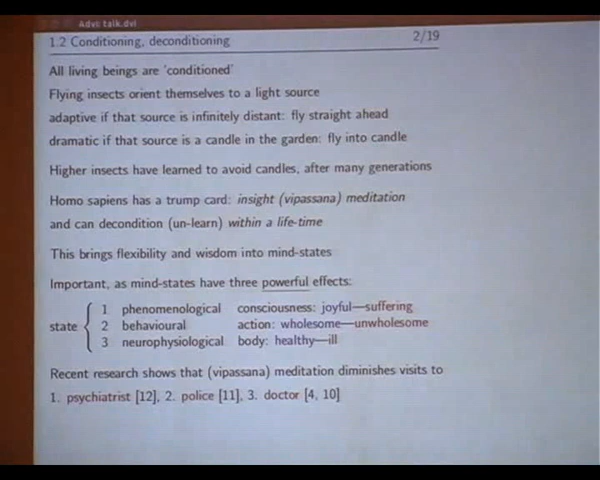 Advi: talk.dvi
1.2 Conditioning, deconditioning 2/19
All living beings are 'conditioned'
Flying insects orient themselves to a light source
adaptive if that source is infinitely distant: fly straight ahead
dramatic if that source is a candle in the garden: fly into candle
Higher insects have learned to avoid candles, after many generations
Homo sapiens has a trump card: insight (vipassana) meditation
and can decondition (un-learn) within a life-time
This brings flexibility and wisdom into mind-states
Important, as mind-states have three powerful effects:
1 phenomenological consciousness: joyful—suffering
state { 2 behavioural action: wholesome—unwholesome
3 neurophysiological body: healthy—ill
Recent research shows that (vipassana) meditation diminishes visits to
1. psychiatrist [12], 2. police [11], 3. doctor [4, 10]